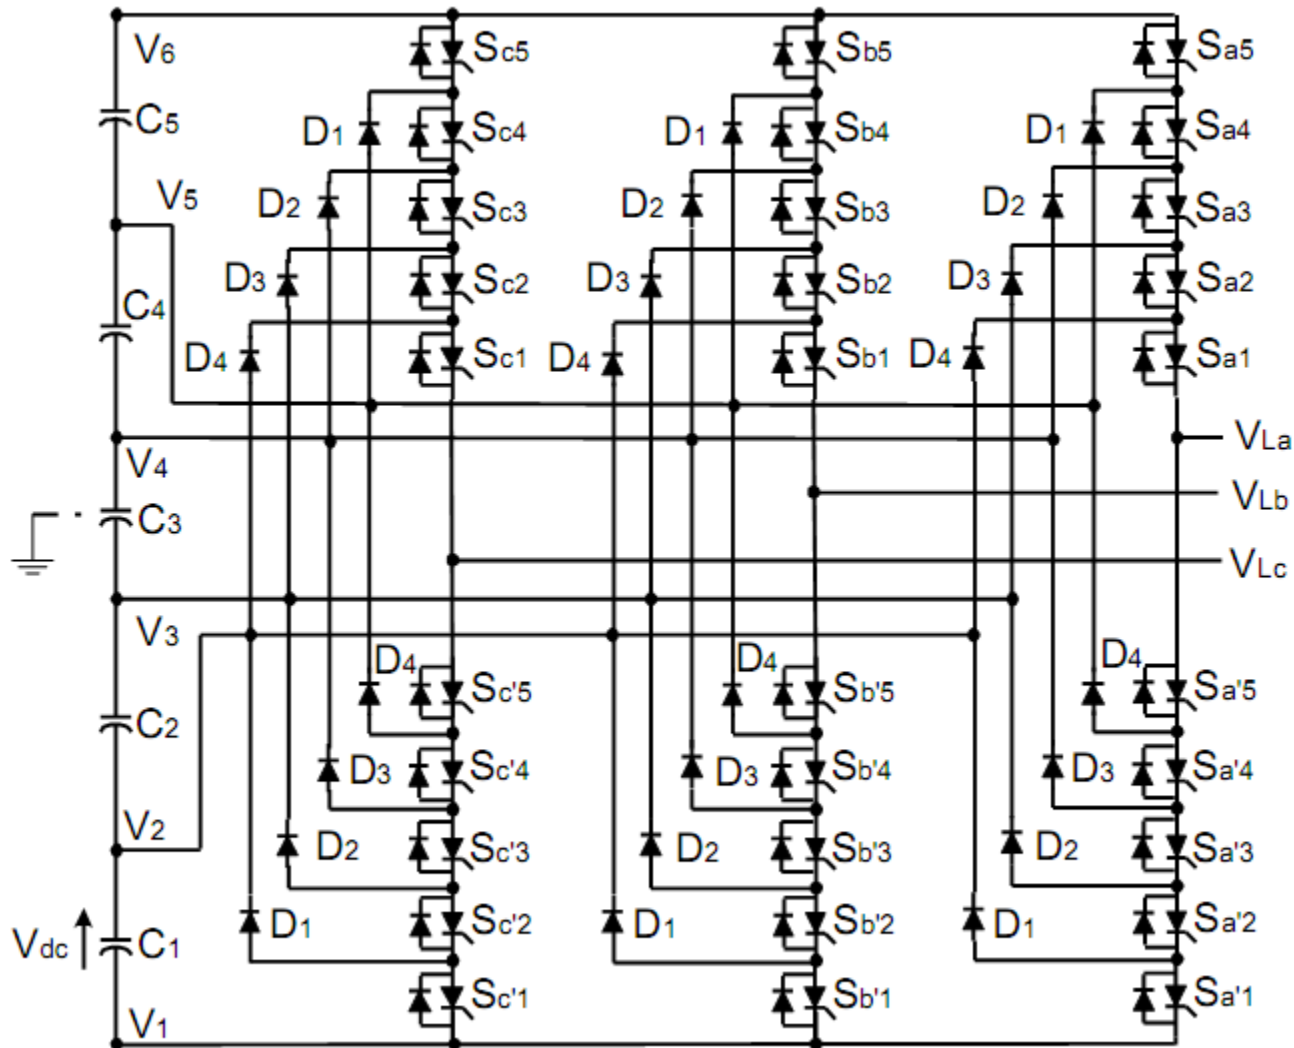 V6 Sc5 Sb5 Sa5
C5 D1 Sc4 D1 Sb4 D1 Sa4
V5 D2 Sc3 D2 Sb3 D2 Sa3
C4 D3 Sc2 D3 Sb2 D3 Sa2
D4 Sc1 D4 Sb1 D4 Sa1
V4 VLa
C3 VLb
VLc
V3 D4 Sc'5 D4 Sb'5 D4 Sa'5
C2 D3 Sc'4 D3 Sb'4 D3 Sa'4
V2 D2 Sc'3 D2 Sb'3 D2 Sa'3
Vdc C1 D1 Sc'2 D1 Sb'2 D1 Sa'2
V1 Sc'1 Sb'1 Sa'1